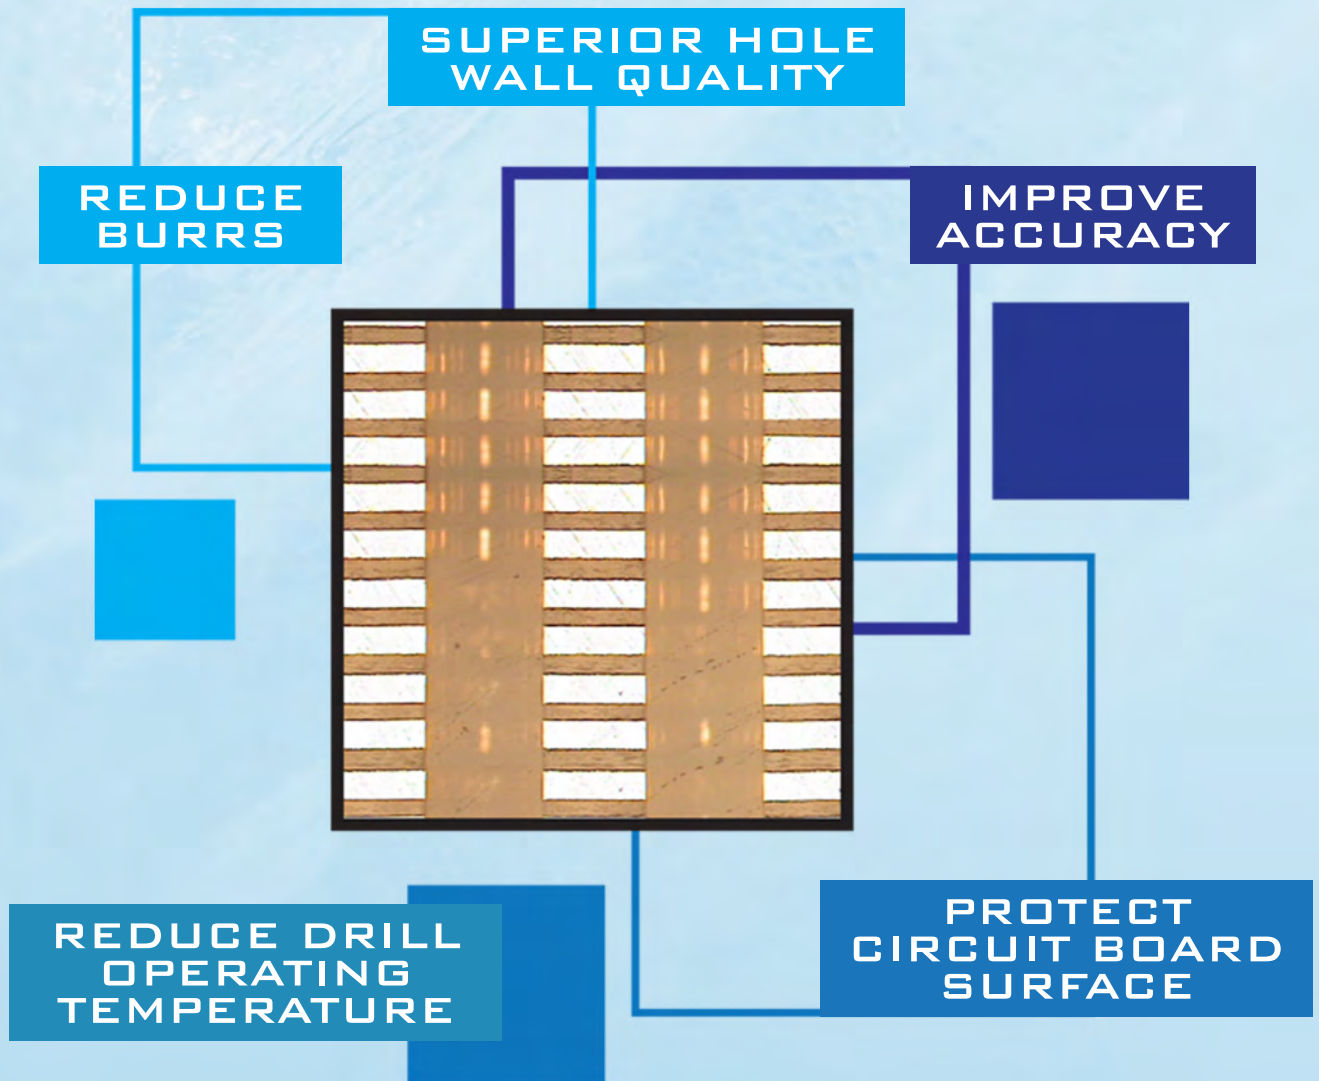 SUPERIOR HOLE
WALL QUALITY
REDUCE
BURRS
IMPROVE
ACCURACY
REDUCE DRILL
OPERATING
TEMPERATURE
PROTECT
CIRCUIT BOARD
SURFACE